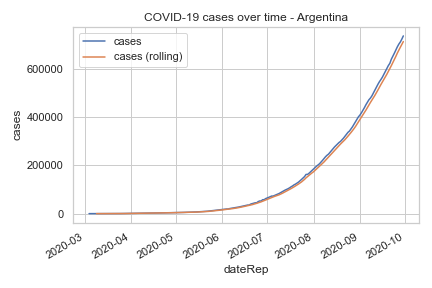 COVID-19 cases over time - Argentina
cases
cases (rolling)
600000
400000
200000
0
cases
2020-03
2020-04
2020-05
2020-06
2020-07
2020-08
2020-09
2020-10
dateRep